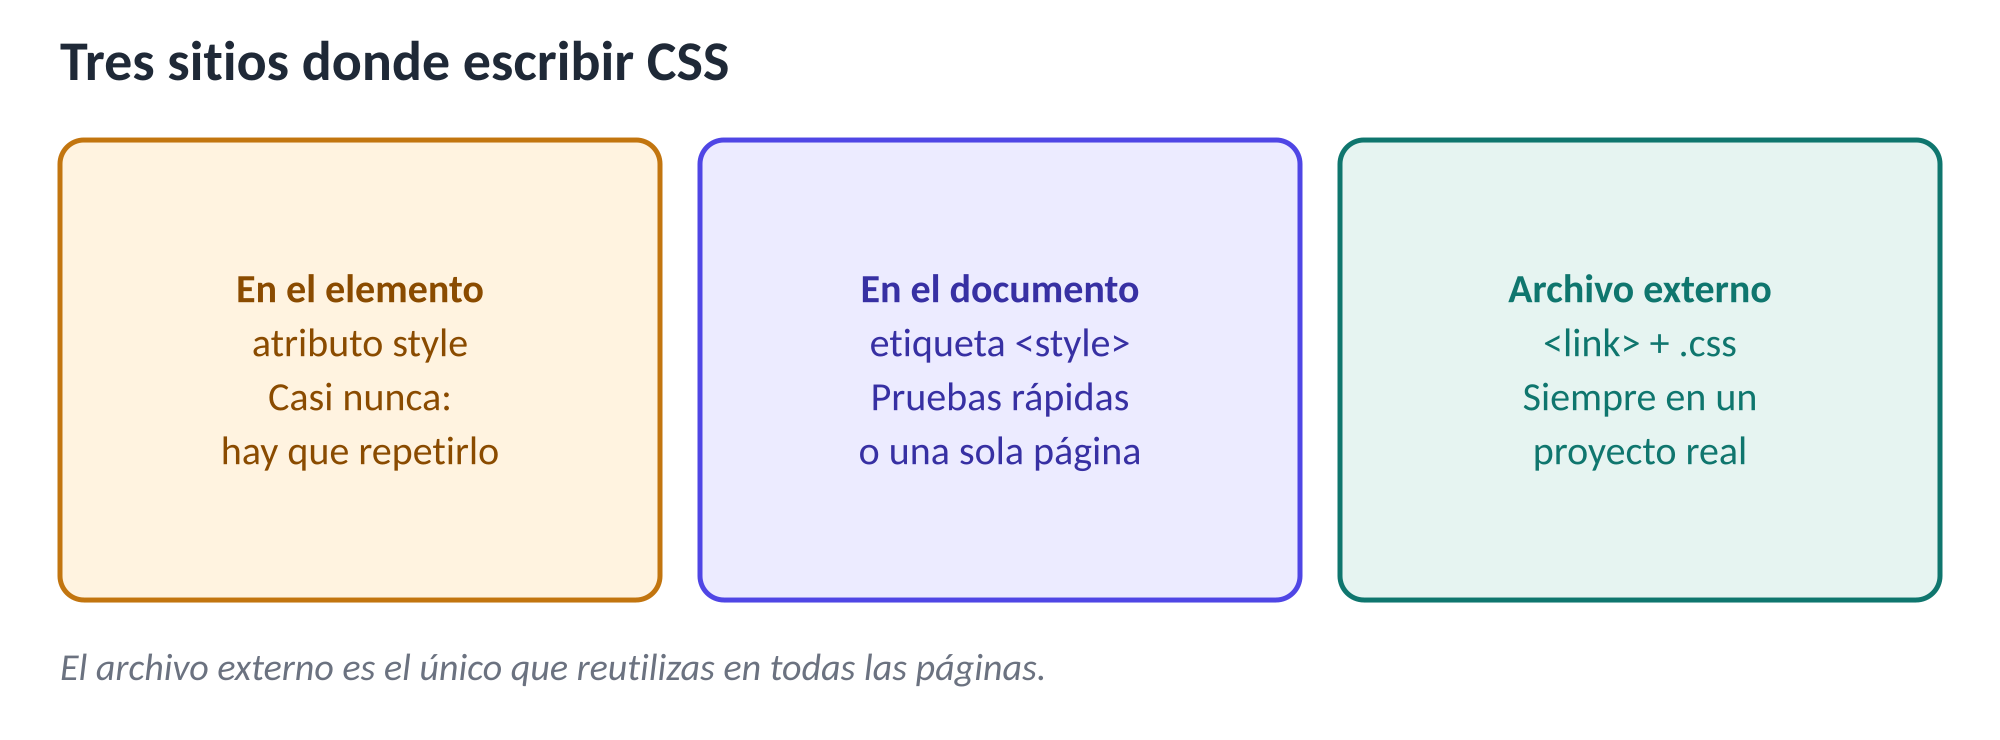 Tres sitios donde escribir CSS
En el elemento
atributo style
Casi nunca:
hay que repetirlo
En el documento
etiqueta <style>
Pruebas rápidas
o una sola página
Archivo externo
<link> + .css
Siempre en un
proyecto real
El archivo externo es el único que reutilizas en todas las páginas.